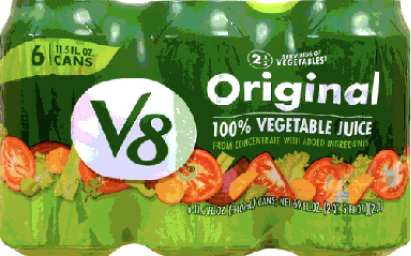 6
11.5 FL. OZ.
CANS
2
SERVINGS OF
VEGETABLES
Original
V8
100% VEGETABLE JUICE
FROM CONCENTRATE WITH ADDED INGREDIENTS